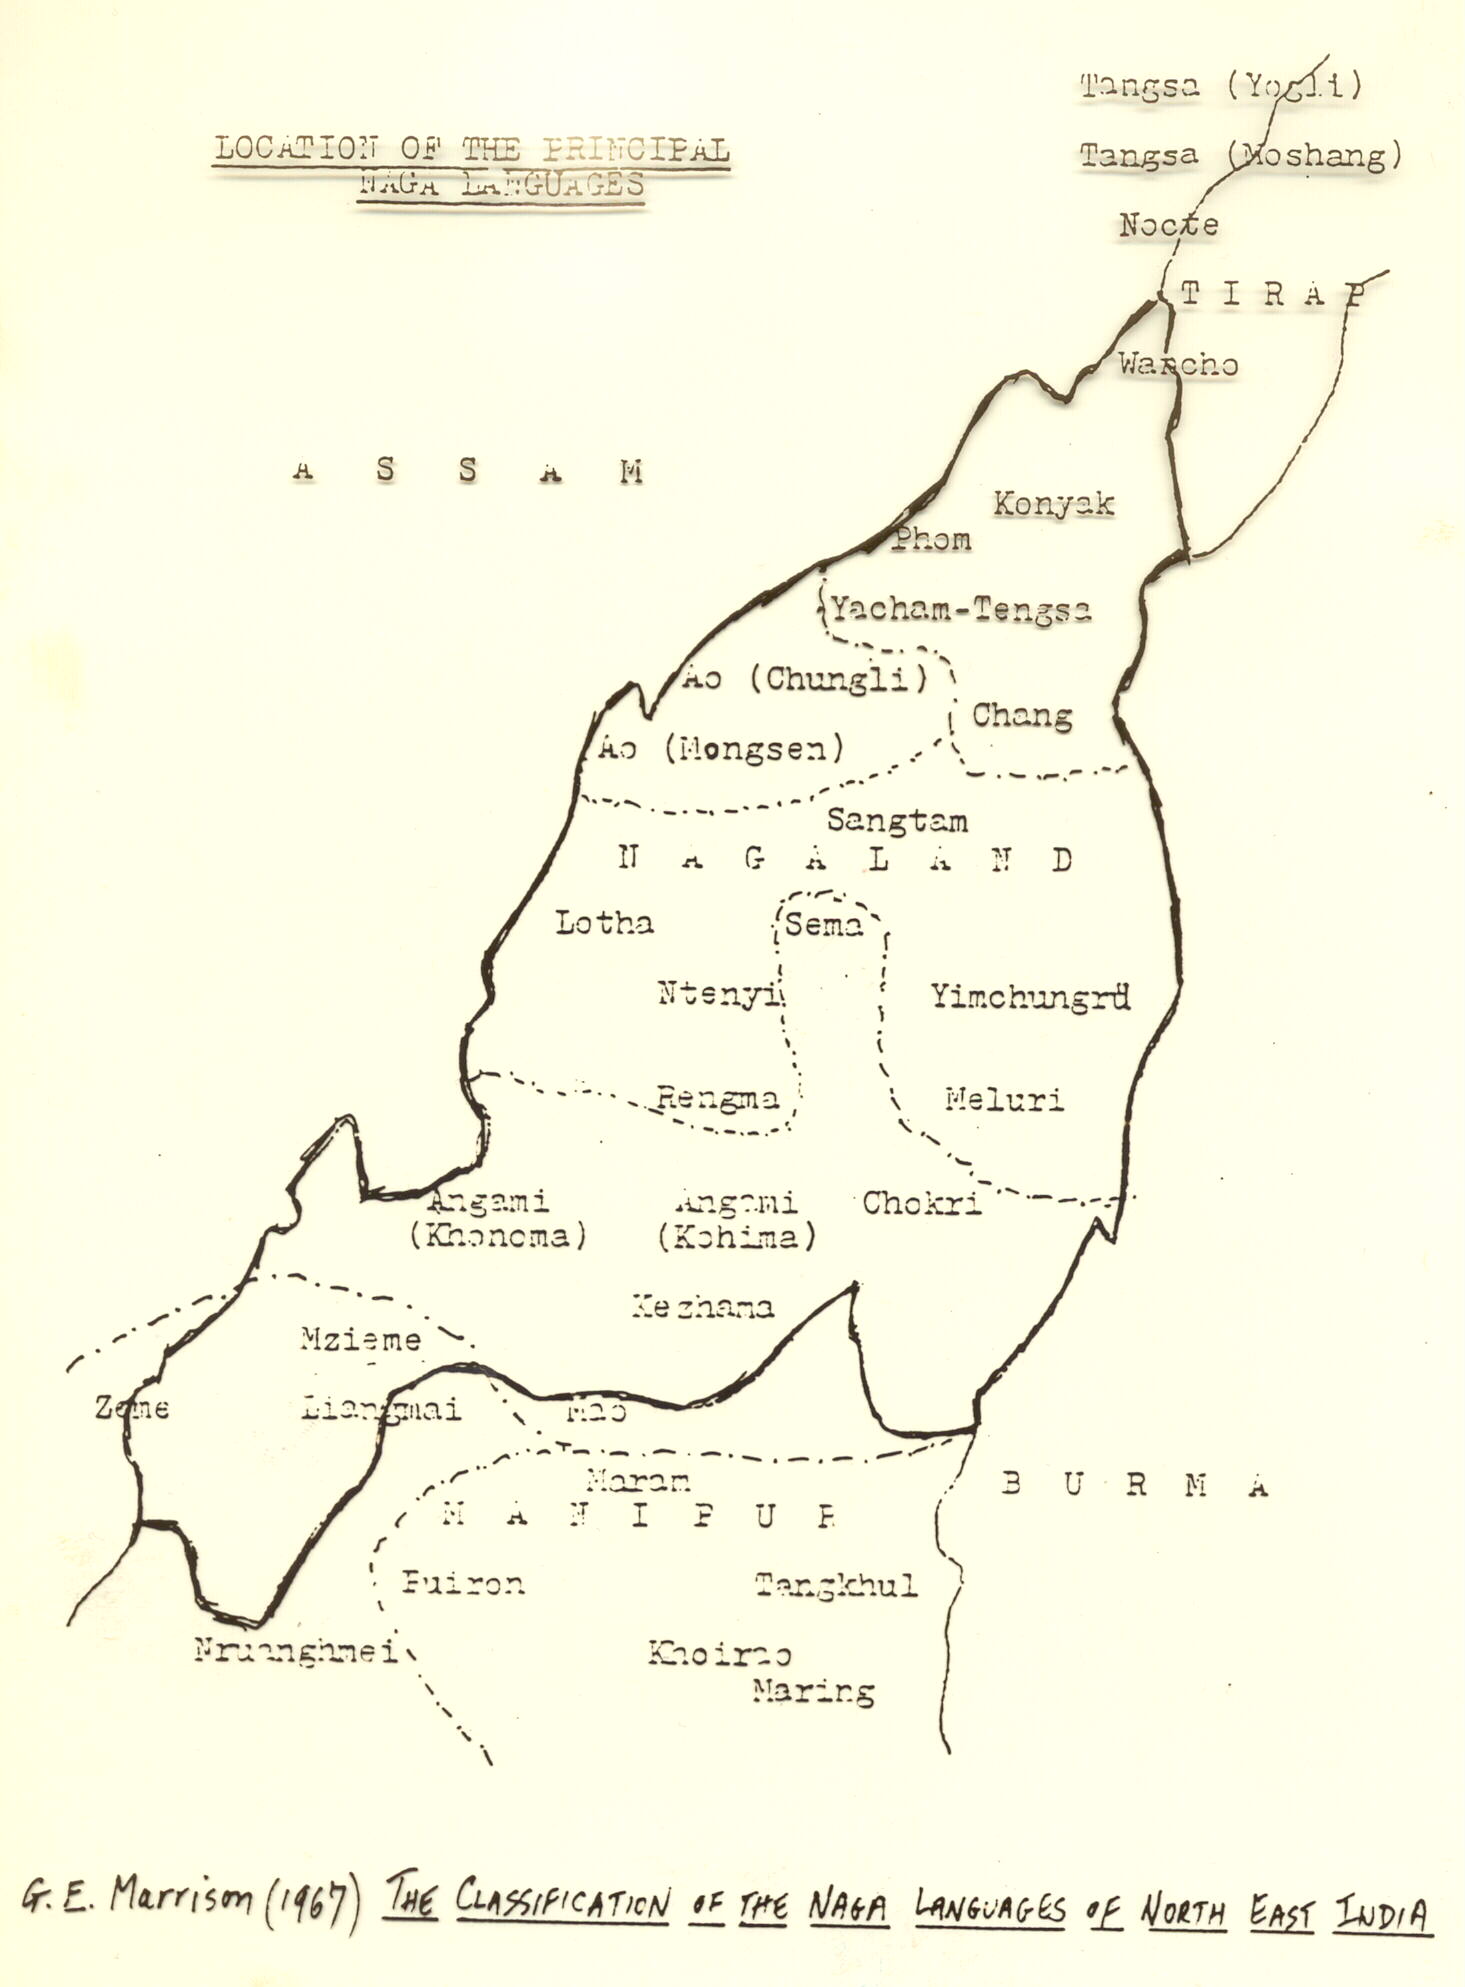 LOCATION OF THE PRINCIPAL
NAGA LANGUAGES
Tangsa (Yogli)
Tangsa (Moshang)
Nocte
TIRAP
Wancho
ASSAM
Konyak
Phom
Yacham-Tengsa
Ao (Chungli)
Chang
Ao (Mongsen)
Sangtam
NAGALAND
Lotha
Sema
Ntenyi
Yimchungrü
Rengma
Meluri
Angami
(Khonoma)
Angami
(Kohima)
Chokri
Kezhama
Mzieme
Zeme
Liangmai
Mao
Maram
BURMA
MANIPUR
Puiron
Tangkhul
Nruanghmei
Khoirao
Maring
G. E. Marrison (1967) THE CLASSIFICATION OF THE NAGA LANGUAGES OF NORTH EAST INDIA